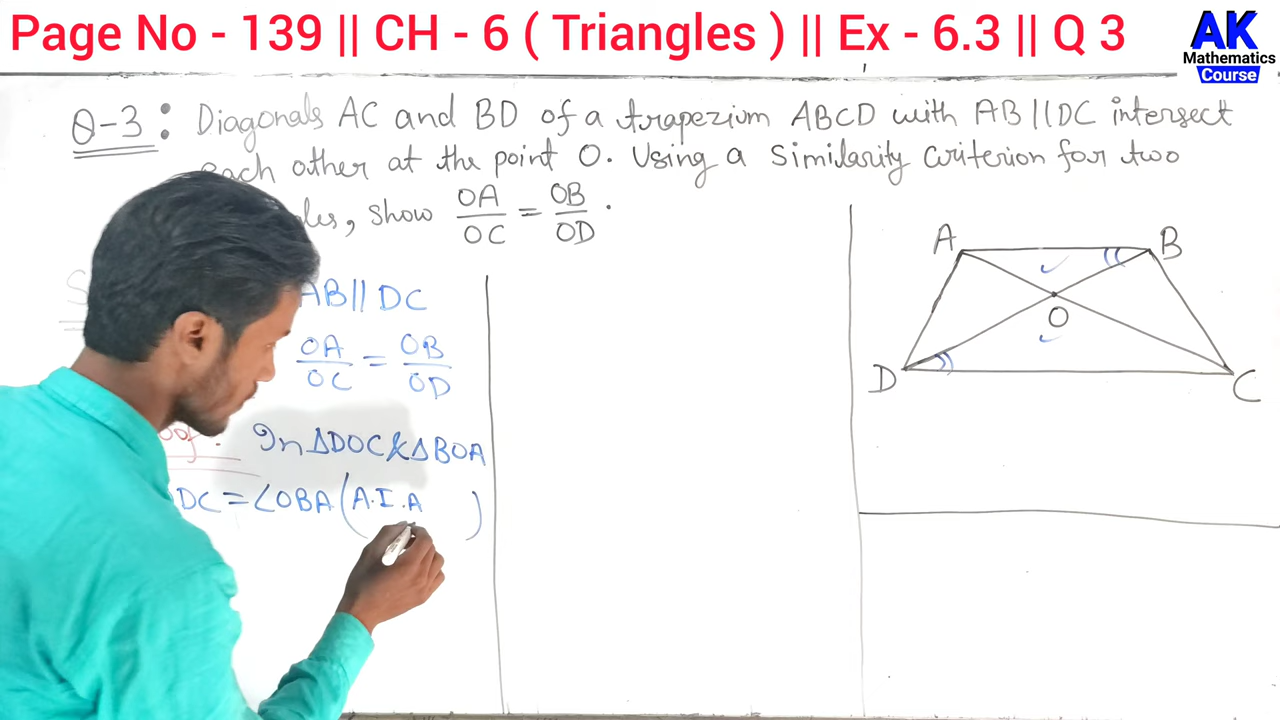 Page No - 139 || CH - 6 ( Triangles ) || Ex - 6.3 || Q 3
AK
Mathematics
Course
Q-3: Diagonals AC and BD of a trapezium ABCD with AB || DC intersect
each other at the point O. Using a similarity criterion for two
show OA/OC = OB/OD.
AB || DC
OA/OC = OB/OD
In ΔDOC & ΔBOA
DC = ∠OBA (A.I.A )
A
B
O
D
C